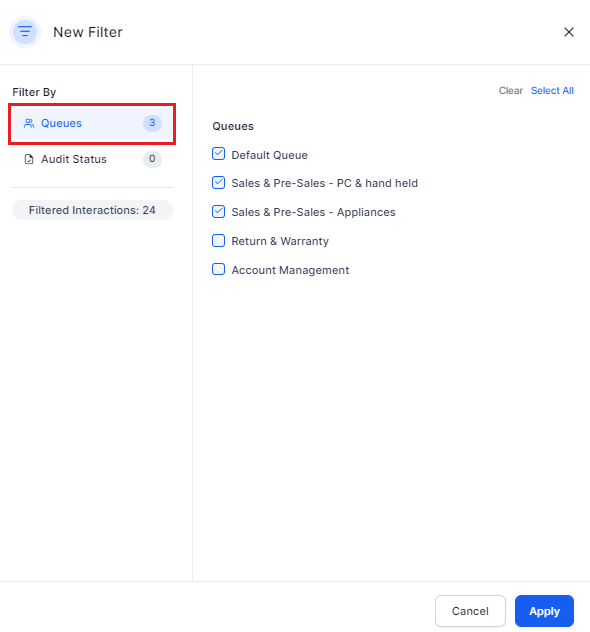 New Filter
Filter By
Queues 3
Audit Status 0
Filtered Interactions: 24
Clear Select All
Queues
Default Queue
Sales & Pre-Sales - PC & hand held
Sales & Pre-Sales - Appliances
Return & Warranty
Account Management
Cancel Apply